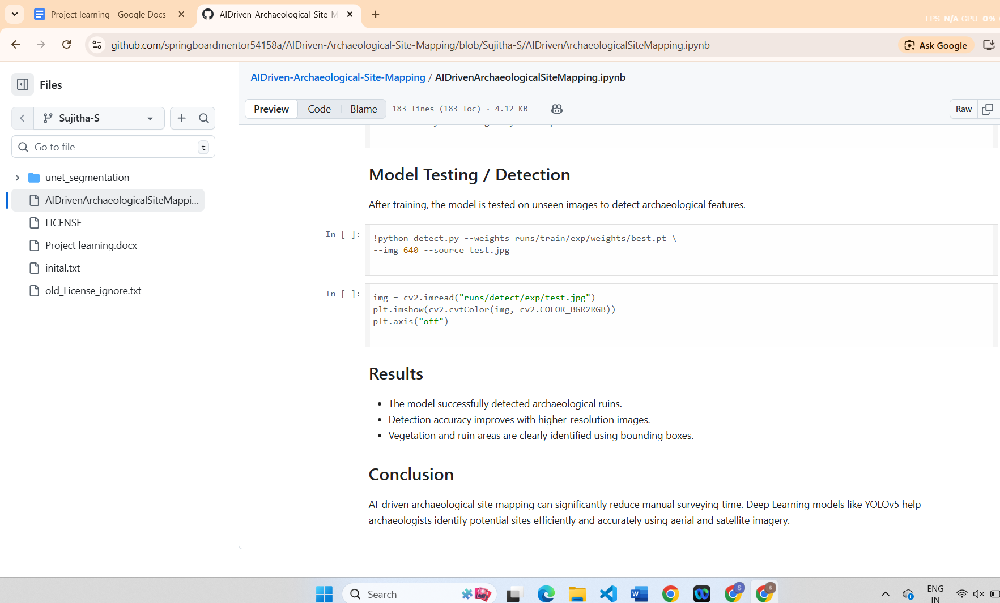 Project learning - Google Docs
AIDriven-Archaeological-Site-M
FPS N/A GPU 0%
github.com/springboardmentor54158a/AIDriven-Archaeological-Site-Mapping/blob/Sujitha-S/AIDrivenArchaeologicalSiteMapping.ipynb
Ask Google
Files
Sujitha-S
Go to file
t
unet_segmentation
AIDrivenArchaeologicalSiteMappi...
LICENSE
Project learning.docx
inital.txt
old_License_ignore.txt
AIDriven-Archaeological-Site-Mapping / AIDrivenArchaeologicalSiteMapping.ipynb
Preview Code Blame 183 lines (183 loc) · 4.12 KB
Raw
Model Testing / Detection
After training, the model is tested on unseen images to detect archaeological features.
In [ ]:
!python detect.py --weights runs/train/exp/weights/best.pt \
--img 640 --source test.jpg
In [ ]:
img = cv2.imread("runs/detect/exp/test.jpg")
plt.imshow(cv2.cvtColor(img, cv2.COLOR_BGR2RGB))
plt.axis("off")
Results
• The model successfully detected archaeological ruins.
• Detection accuracy improves with higher-resolution images.
• Vegetation and ruin areas are clearly identified using bounding boxes.
Conclusion
AI-driven archaeological site mapping can significantly reduce manual surveying time. Deep Learning models like YOLOv5 help
archaeologists identify potential sites efficiently and accurately using aerial and satellite imagery.
Search
W
S
s
ENG
IN